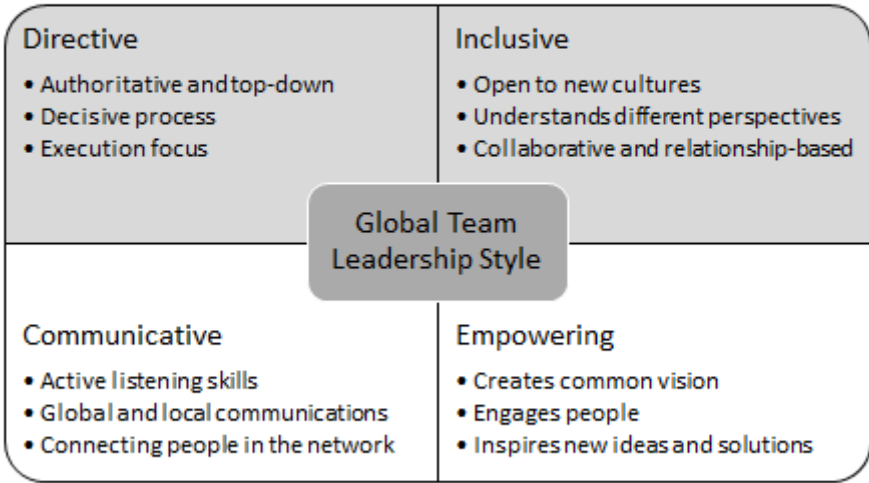 Directive
• Authoritative and top-down
• Decisive process
• Execution focus
Inclusive
• Open to new cultures
• Understands different perspectives
• Collaborative and relationship-based
Global Team
Leadership Style
Communicative
• Active listening skills
• Global and local communications
• Connecting people in the network
Empowering
• Creates common vision
• Engages people
• Inspires new ideas and solutions